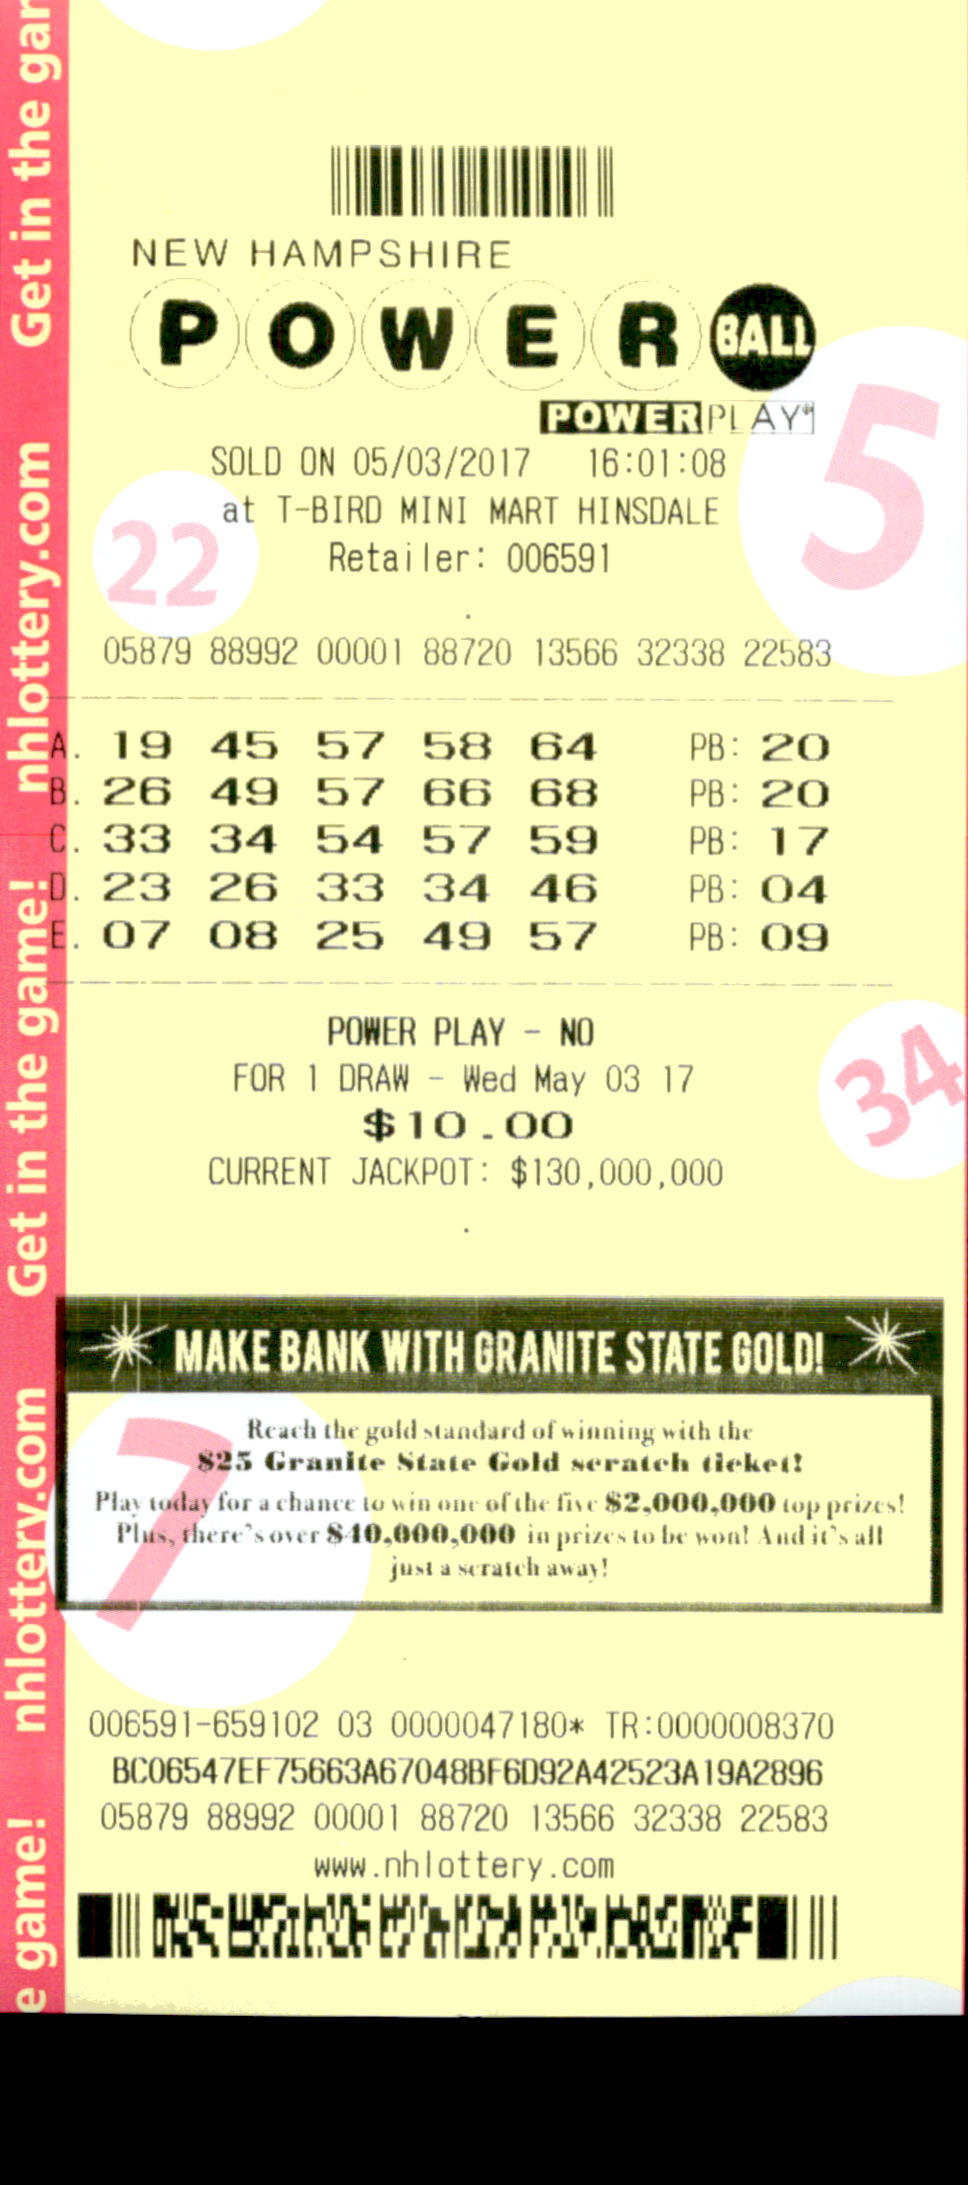 Get in the gar
nhlottery.com
Get in the game!
nhlottery.com
e game!
NEW HAMPSHIRE
POWER BALL
POWERPLAY®
SOLD ON 05/03/2017 16:01:08
at T-BIRD MINI MART HINSDALE
Retailer: 006591
5
22
05879 88992 00001 88720 13566 32338 22583
A. 19 45 57 58 64 PB: 20
B. 26 49 57 66 68 PB: 20
C. 33 34 54 57 59 PB: 17
D. 23 26 33 34 46 PB: 04
E. 07 08 25 49 57 PB: 09
POWER PLAY - NO
FOR 1 DRAW - Wed May 03 17
$10.00
CURRENT JACKPOT: $130,000,000
34
MAKE BANK WITH GRANITE STATE GOLD!
Reach the gold standard of winning with the
$25 Granite State Gold scratch ticket!
Play today for a chance to win one of the five $2,000,000 top prizes!
Plus, there's over $40,000,000 in prizes to be won! And it's all
just a scratch away!
7
006591-659102 03 0000047180* TR:0000008370
BC06547EF75663A67048BF6D92A42523A19A2896
05879 88992 00001 88720 13566 32338 22583
www.nhlottery.com